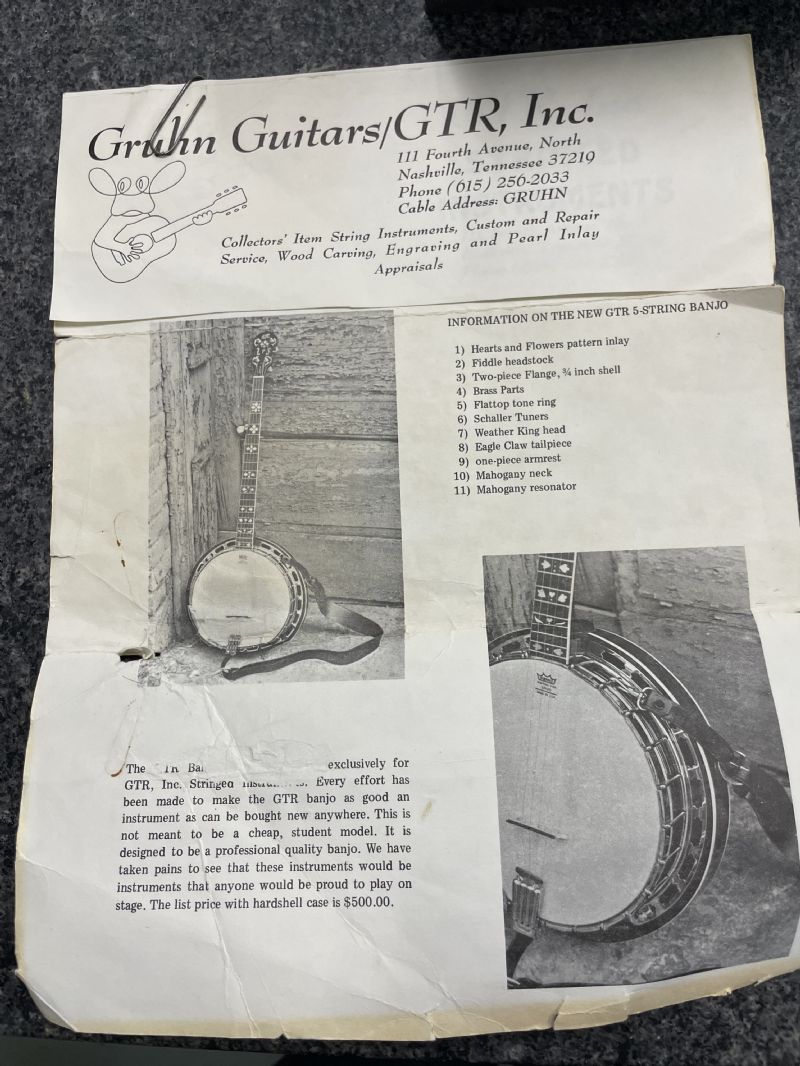 Gruhn Guitars/GTR, Inc.
111 Fourth Avenue, North
Nashville, Tennessee 37219
Phone (615) 256-2033
Cable Address: GRUHN
Collectors' Item String Instruments, Custom and Repair
Service, Wood Carving, Engraving and Pearl Inlay
Appraisals
INFORMATION ON THE NEW GTR 5-STRING BANJO
1) Hearts and Flowers pattern inlay
2) Fiddle headstock
3) Two-piece Flange, ¾ inch shell
4) Brass Parts
5) Flattop tone ring
6) Schaller Tuners
7) Weather King head
8) Eagle Claw tailpiece
9) one-piece armrest
10) Mahogany neck
11) Mahogany resonator
The exclusively for
GTR, Inc. Stringed Every effort has
been made to make the GTR banjo as good an
instrument as can be bought new anywhere. This is
not meant to be a cheap, student model. It is
designed to be a professional quality banjo. We have
taken pains to see that these instruments would be
instruments that anyone would be proud to play on
stage. The list price with hardshell case is $500.00.